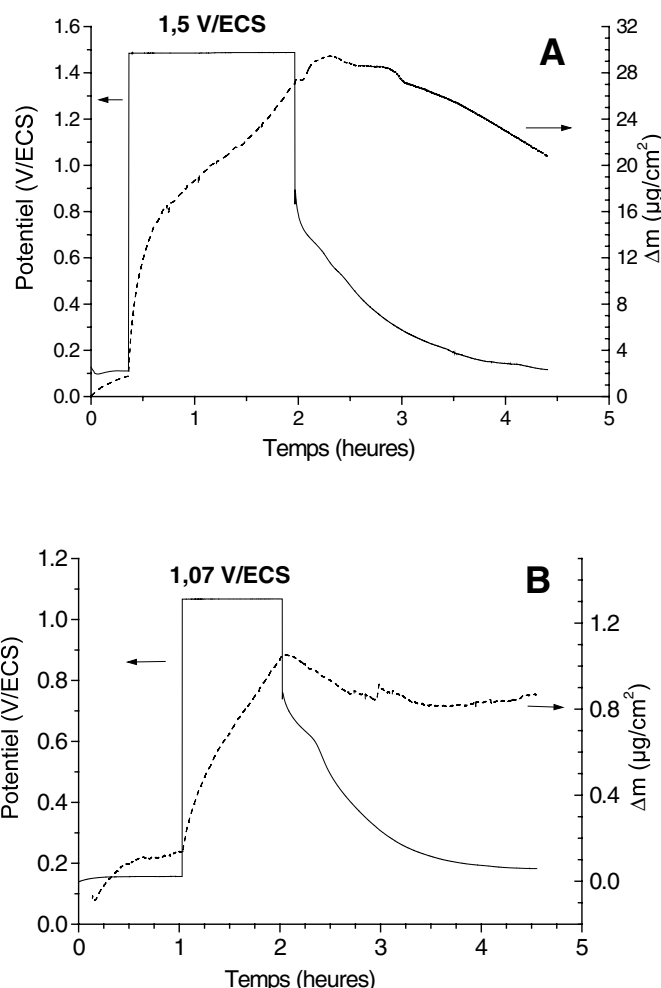 1,5 V/ECS
A
1.6
1.4
1.2
1.0
0.8
0.6
0.4
0.2
0.0
Potentiel (V/ECS)
32
28
24
20
16
12
8
4
0
Δm (µg/cm²)
0 1 2 3 4 5
Temps (heures)
1,07 V/ECS
B
1.2
1.0
0.8
0.6
0.4
0.2
0.0
Potentiel (V/ECS)
1.2
0.8
0.4
0.0
Δm (µg/cm²)
0 1 2 3 4 5
Temps (heures)